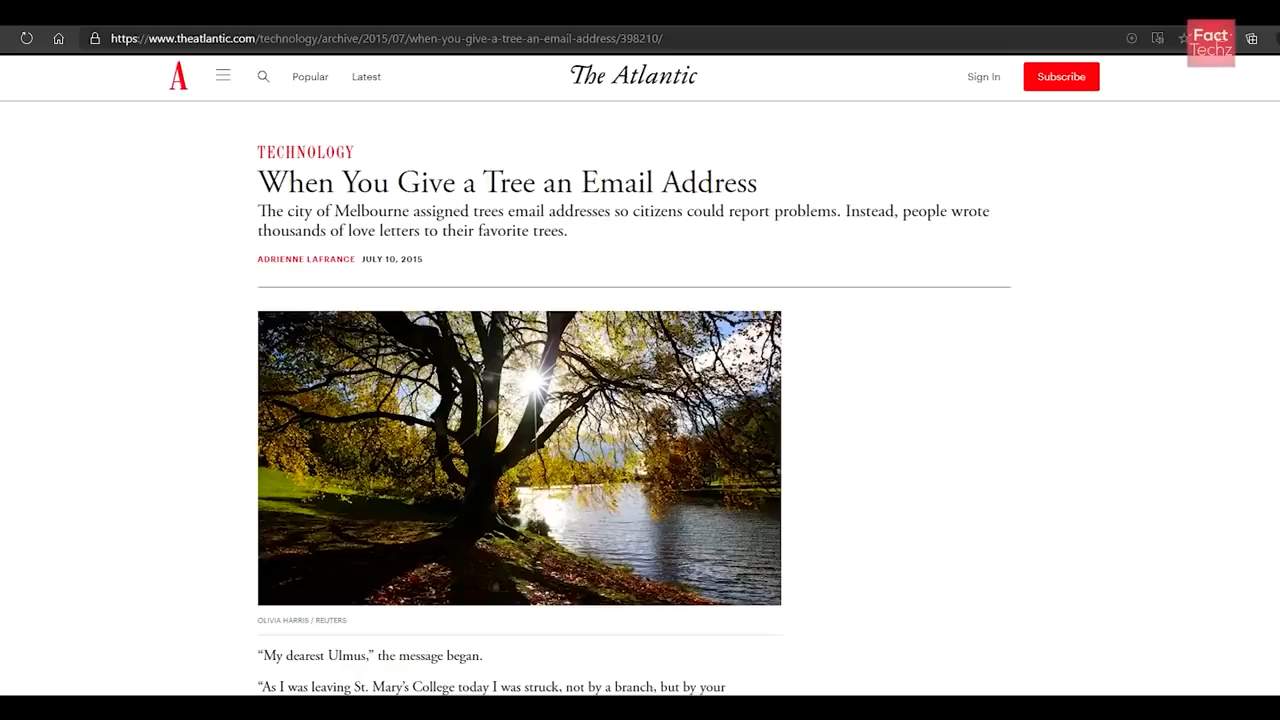 https://www.theatlantic.com/technology/archive/2015/07/when-you-give-a-tree-an-email-address/398210/
Fact
Techz
A
Popular
Latest
The Atlantic
Sign In
Subscribe
TECHNOLOGY
When You Give a Tree an Email Address
The city of Melbourne assigned trees email addresses so citizens could report problems. Instead, people wrote
thousands of love letters to their favorite trees.
ADRIENNE LAFRANCE JULY 10, 2015
OLIVIA HARRIS / REUTERS
“My dearest Ulmus,” the message began.
“As I was leaving St. Mary’s College today I was struck, not by a branch, but by your